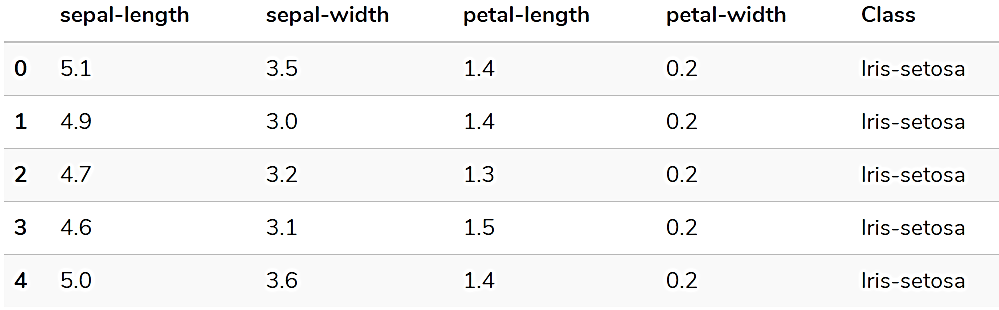 sepal-length sepal-width petal-length petal-width Class
0 5.1 3.5 1.4 0.2 Iris-setosa
1 4.9 3.0 1.4 0.2 Iris-setosa
2 4.7 3.2 1.3 0.2 Iris-setosa
3 4.6 3.1 1.5 0.2 Iris-setosa
4 5.0 3.6 1.4 0.2 Iris-setosa